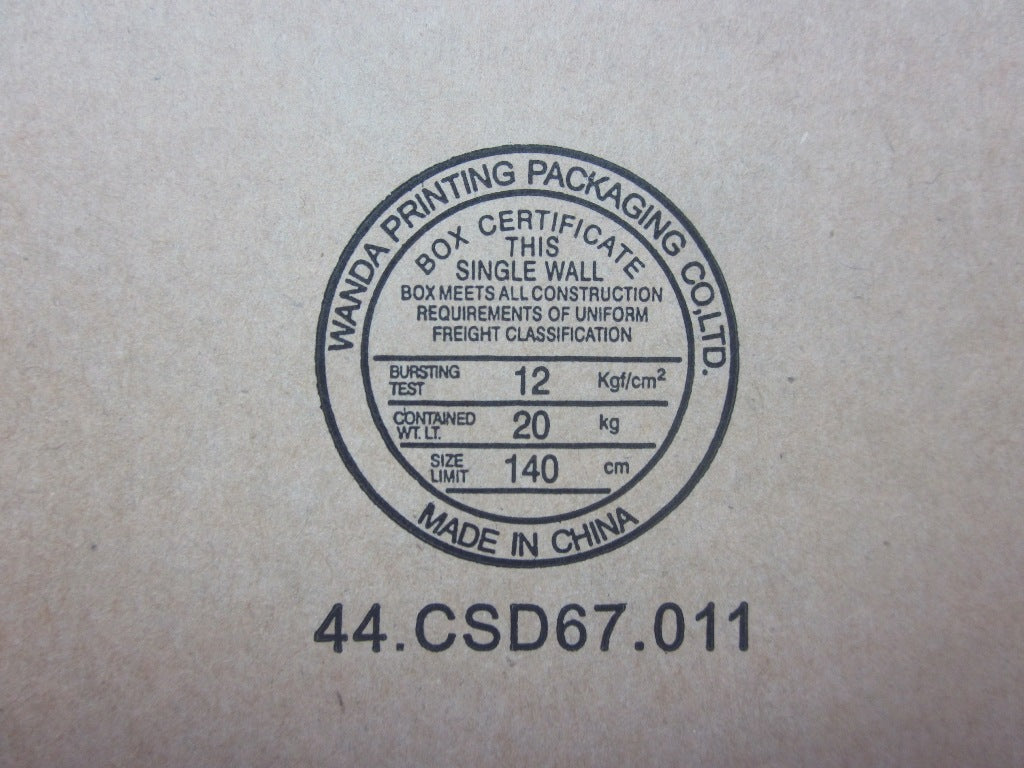 WANDA PRINTING PACKAGING CO,LTD.
BOX CERTIFICATE
THIS
SINGLE WALL
BOX MEETS ALL CONSTRUCTION
REQUIREMENTS OF UNIFORM
FREIGHT CLASSIFICATION
BURSTING TEST 12 Kgf/cm²
CONTAINED WT. LT. 20 kg
SIZE LIMIT 140 cm
MADE IN CHINA
44.CSD67.011